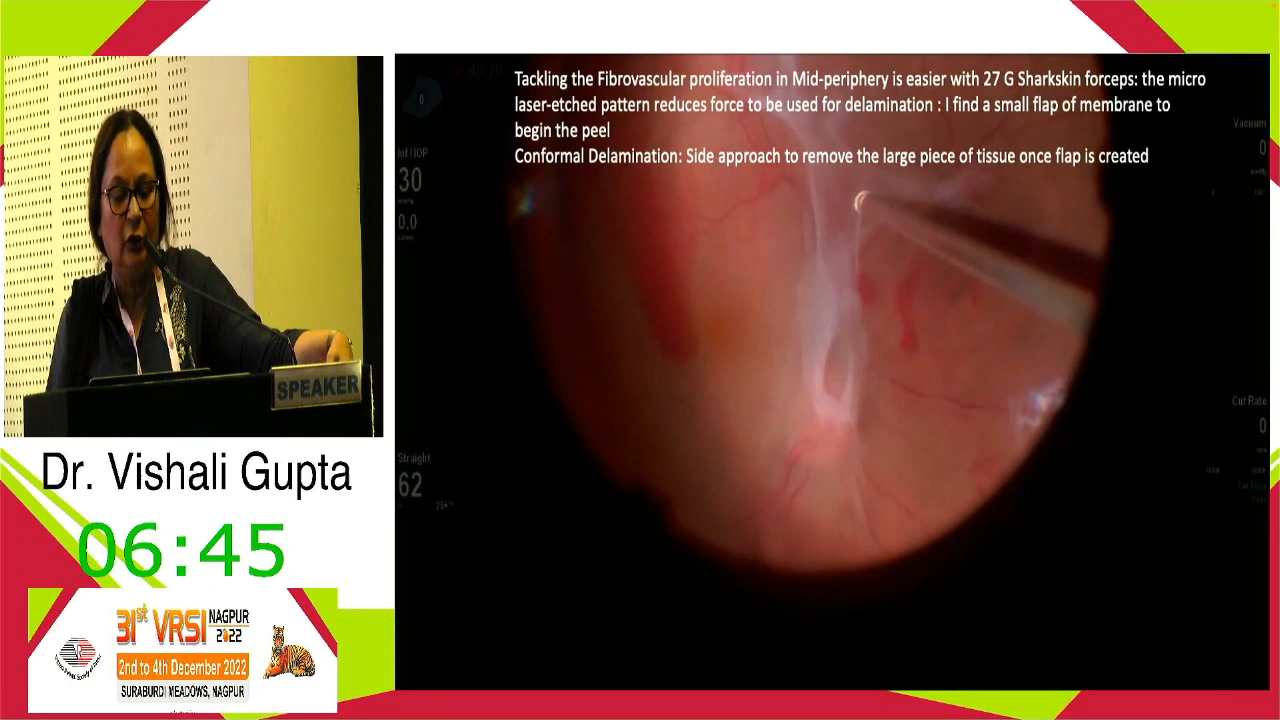 Tackling the Fibrovascular proliferation in Mid-periphery is easier with 27 G Sharkskin forceps: the micro
laser-etched pattern reduces force to be used for delamination : I find a small flap of membrane to
begin the peel
Conformal Delamination: Side approach to remove the large piece of tissue once flap is created
0
Inf / IOP
30
0.0
Straight
62
Vacuum
0
Cut Rate
0
SPEAKER
Dr. Vishali Gupta
06:45
31st VRSI NAGPUR
2022
2nd to 4th December 2022
SURABURDI MEADOWS, NAGPUR